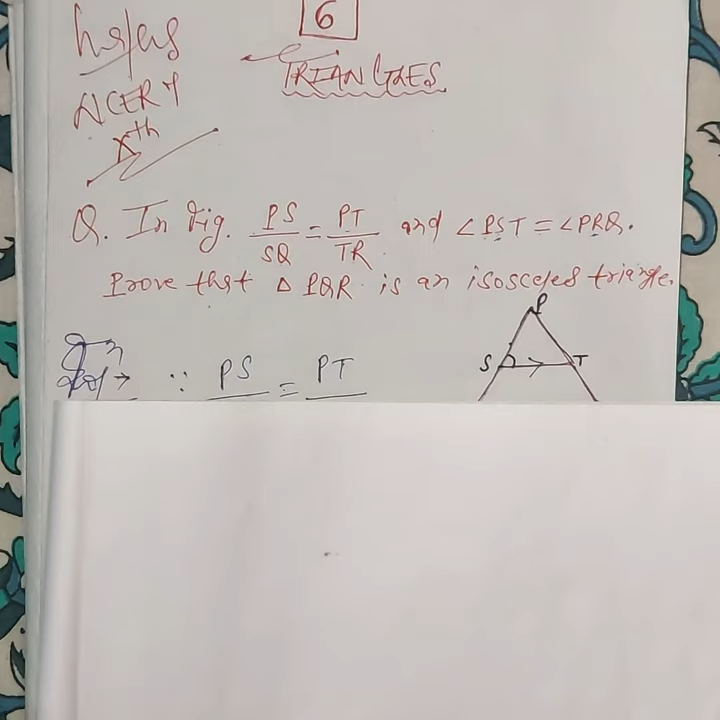 6
TRIANGLES
NCERT
Xth
Q. In fig. PS/SQ = PT/TR and ∠PST = ∠PRQ.
Prove that △ PQR is an isosceles triangle.
P
S T
∵ PS = PT